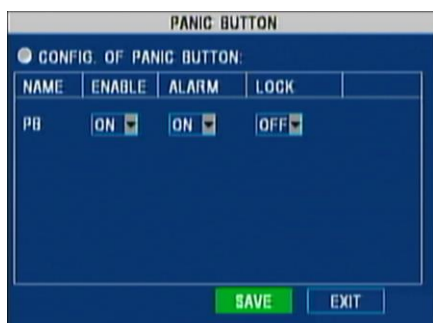 PANIC BUTTON
CONFIG. OF PANIC BUTTON:
NAME ENABLE ALARM LOCK
PB ON ON OFF
SAVE EXIT